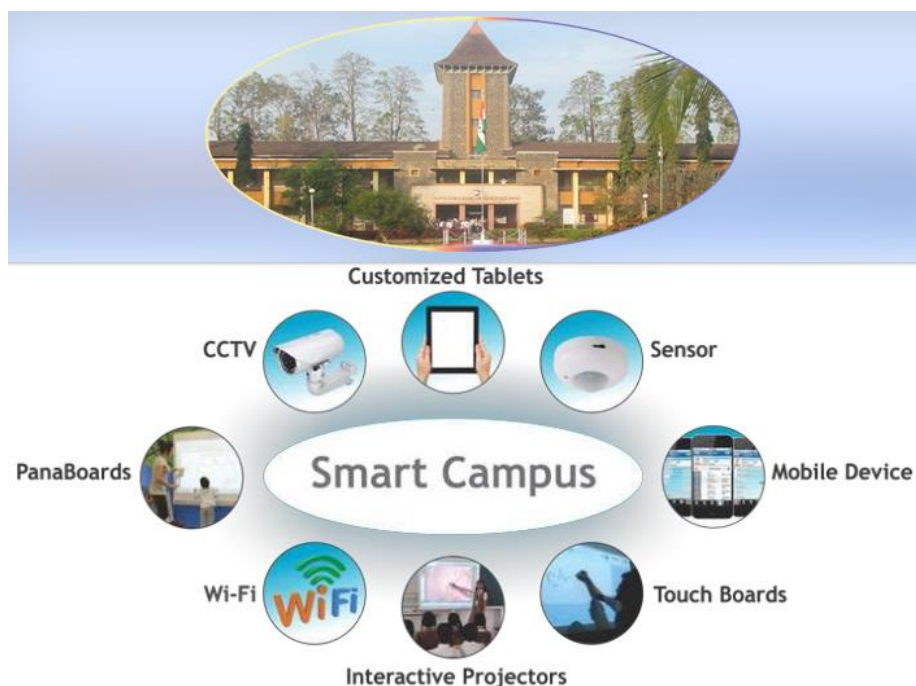 Customized Tablets
CCTV
Sensor
PanaBoards
Smart Campus
Mobile Device
WiFi
Wi-Fi
Touch Boards
Interactive Projectors